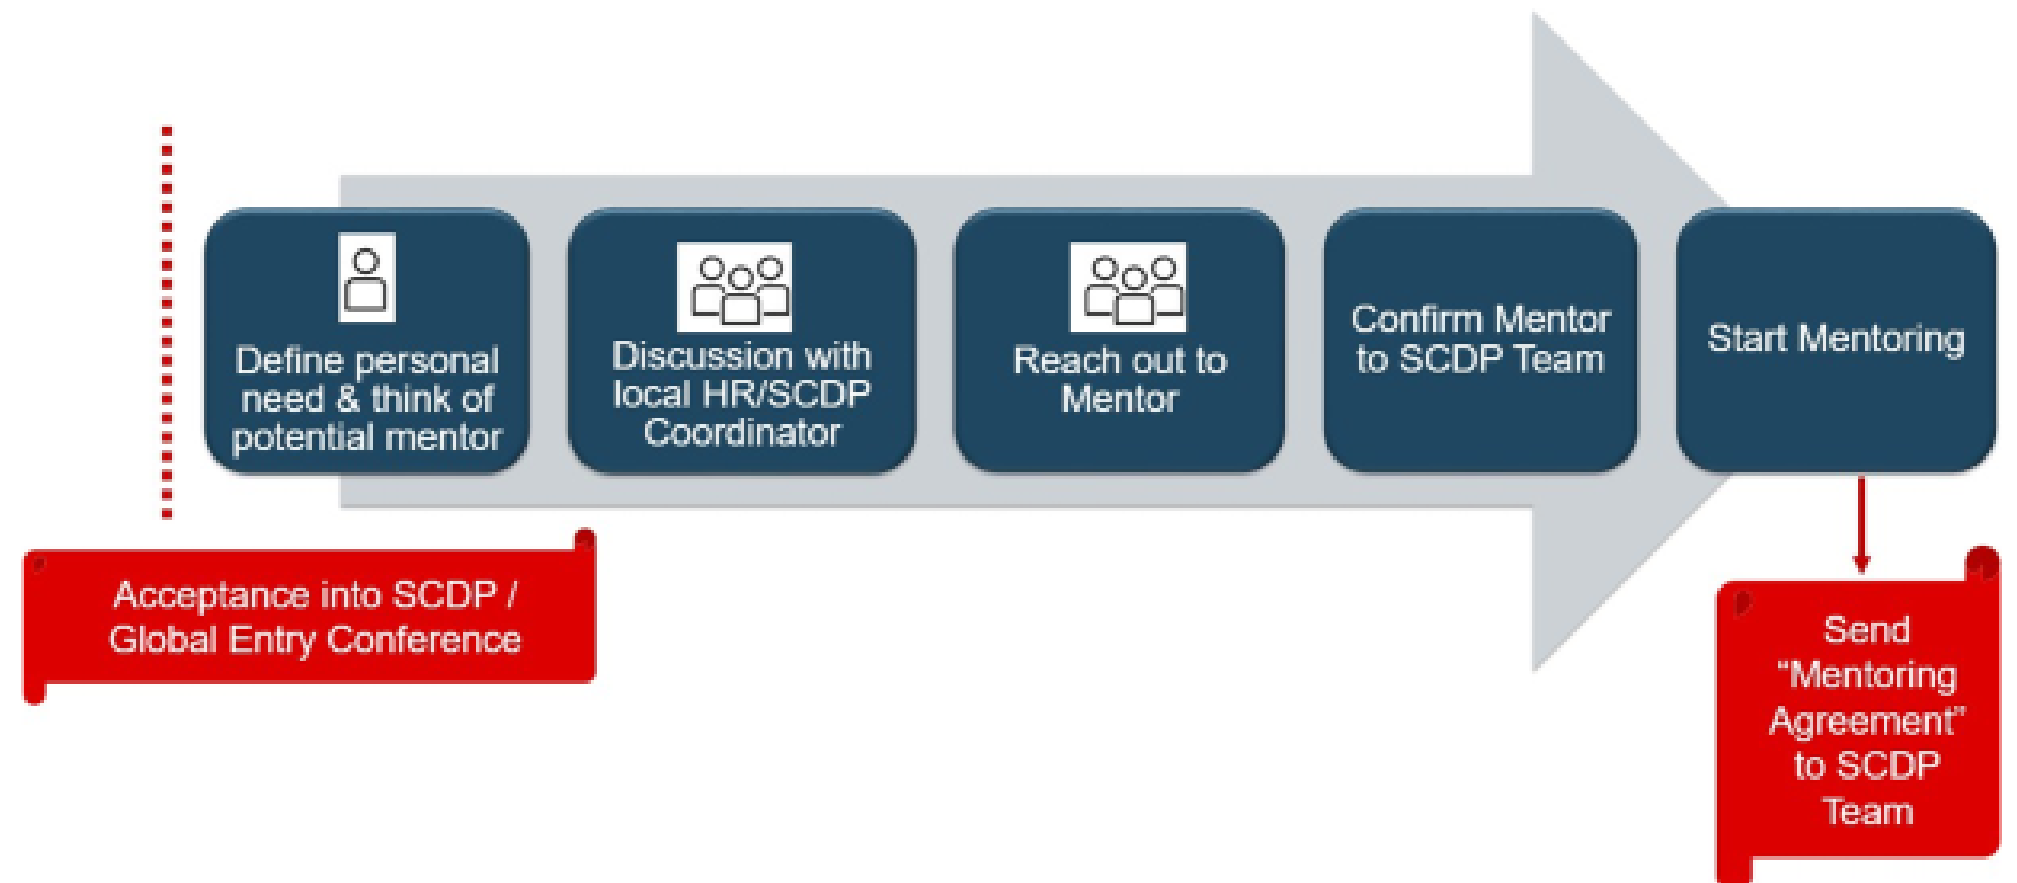 Define personal
need & think of
potential mentor
Discussion with
local HR/SCDP
Coordinator
Reach out to
Mentor
Confirm Mentor
to SCDP Team
Start Mentoring
Acceptance into SCDP /
Global Entry Conference
Send
“Mentoring
Agreement”
to SCDP
Team